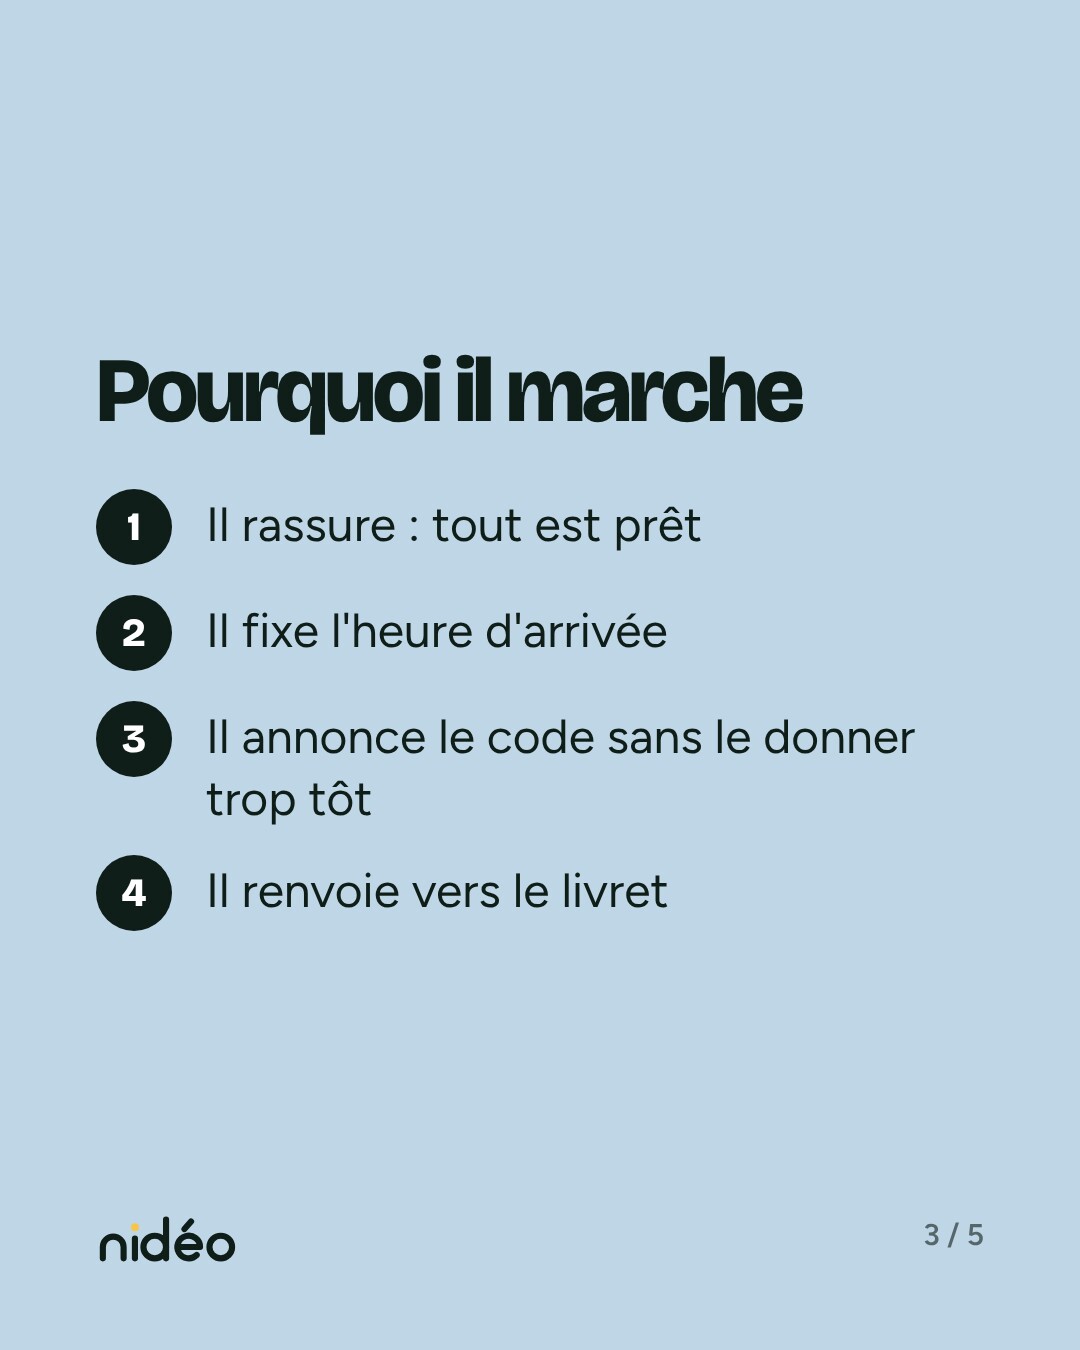 Pourquoi il marche
1 Il rassure : tout est prêt
2 Il fixe l'heure d'arrivée
3 Il annonce le code sans le donner
trop tôt
4 Il renvoie vers le livret
nidéo
3 / 5